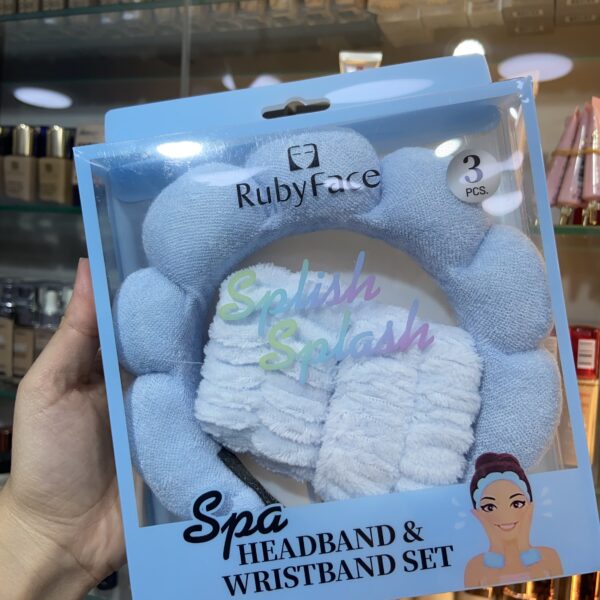 RubyFace
3
PCS.
Splish
Splash
Spa
HEADBAND &
WRISTBAND SET